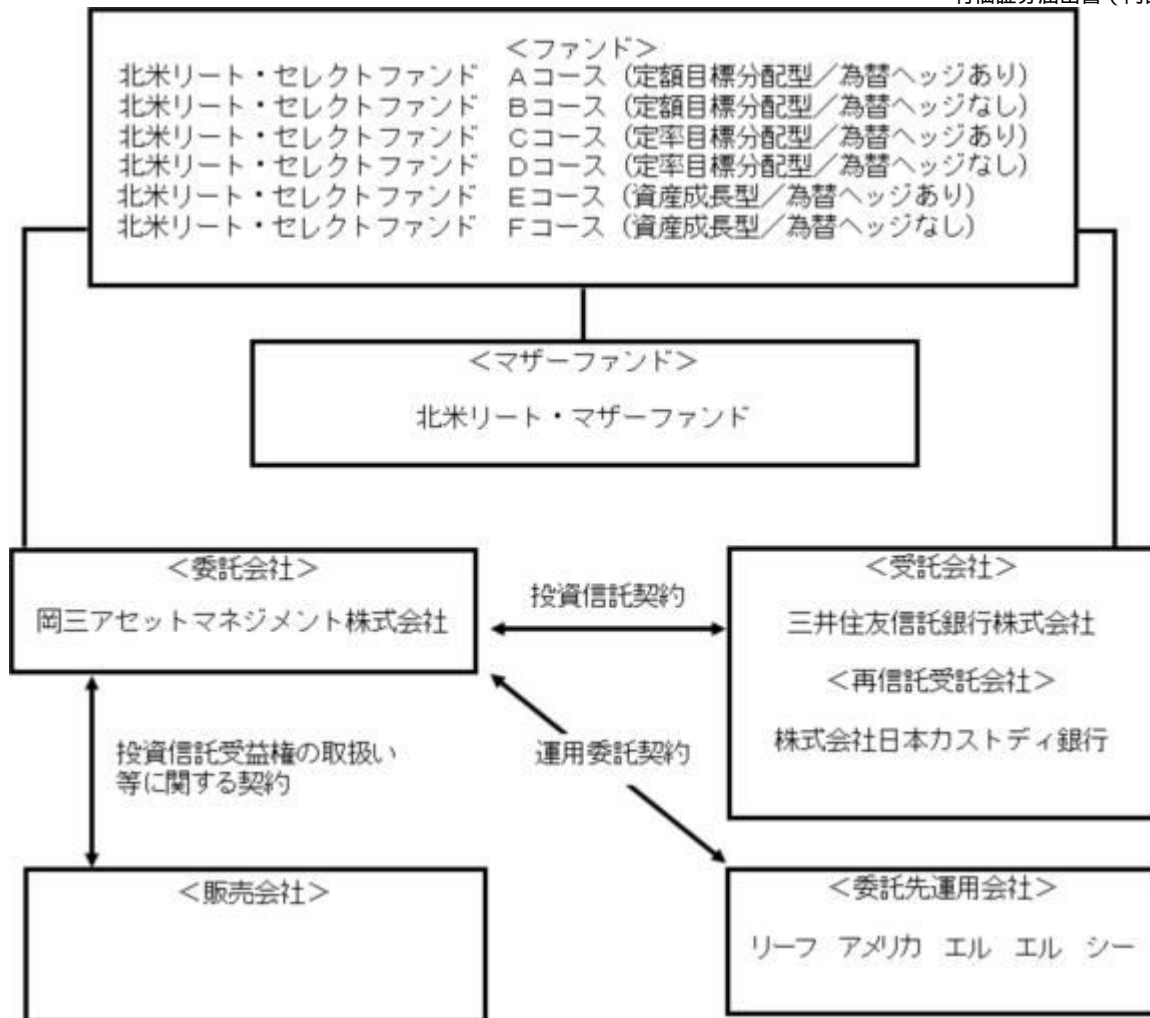 ＜ファンド＞
北米リート・セレクトファンド　Ａコース（定額目標分配型／為替ヘッジあり）
北米リート・セレクトファンド　Ｂコース（定額目標分配型／為替ヘッジなし）
北米リート・セレクトファンド　Ｃコース（定率目標分配型／為替ヘッジあり）
北米リート・セレクトファンド　Ｄコース（定率目標分配型／為替ヘッジなし）
北米リート・セレクトファンド　Ｅコース（資産成長型／為替ヘッジあり）
北米リート・セレクトファンド　Ｆコース（資産成長型／為替ヘッジなし）
＜マザーファンド＞
北米リート・マザーファンド
＜委託会社＞
岡三アセットマネジメント株式会社
投資信託契約
＜受託会社＞
三井住友信託銀行株式会社
＜再信託受託会社＞
株式会社日本カストディ銀行
投資信託受益権の取扱い
等に関する契約
運用委託契約
＜販売会社＞
＜委託先運用会社＞
リーフ　アメリカ　エル　エル　シー